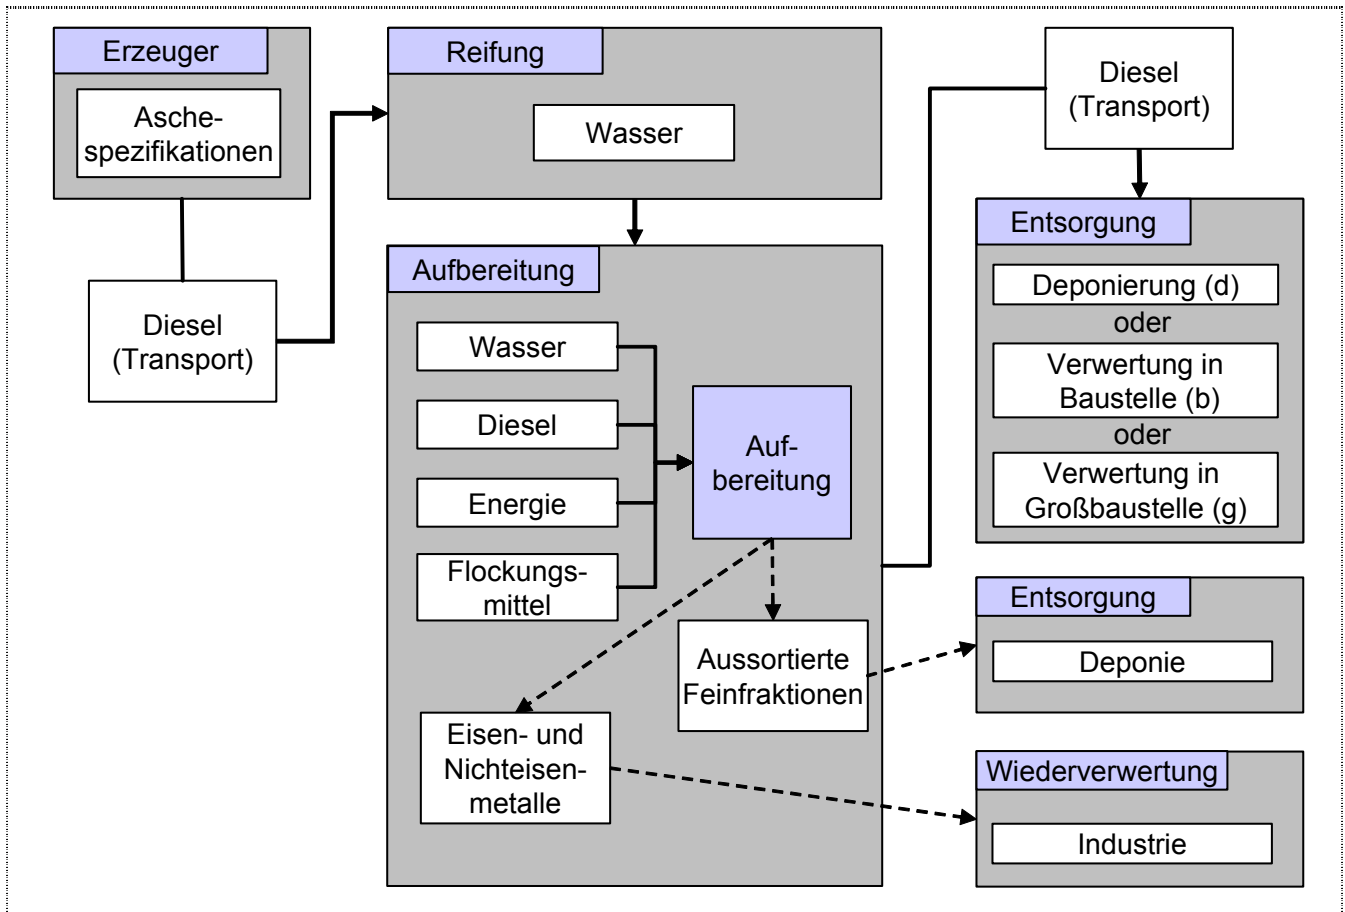 Erzeuger
Asche-
spezifikationen
Diesel
(Transport)
Reifung
Wasser
Aufbereitung
Wasser
Diesel
Energie
Flockungs-
mittel
Auf-
bereitung
Aussortierte
Feinfraktionen
Eisen- und
Nichteisen-
metalle
Diesel
(Transport)
Entsorgung
Deponierung (d)
oder
Verwertung in
Baustelle (b)
oder
Verwertung in
Großbaustelle (g)
Entsorgung
Deponie
Wiederverwertung
Industrie